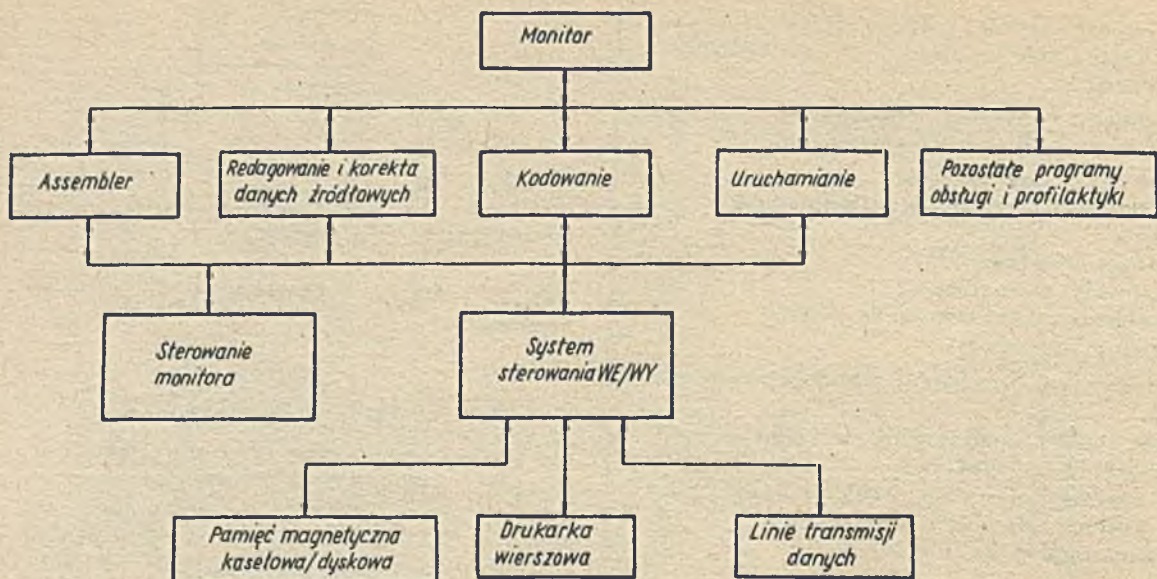 Monitor
Assembler
Redagowanie i korekta
danych źródłowych
Kodowanie
Uruchamianie
Pozostałe programy
obsługi i profilaktyki
Sterowanie
monitora
System
sterowania WE/WY
Pamięć magnetyczna
kasetowa/dyskowa
Drukarka
wierszowa
Linie transmisji
danych